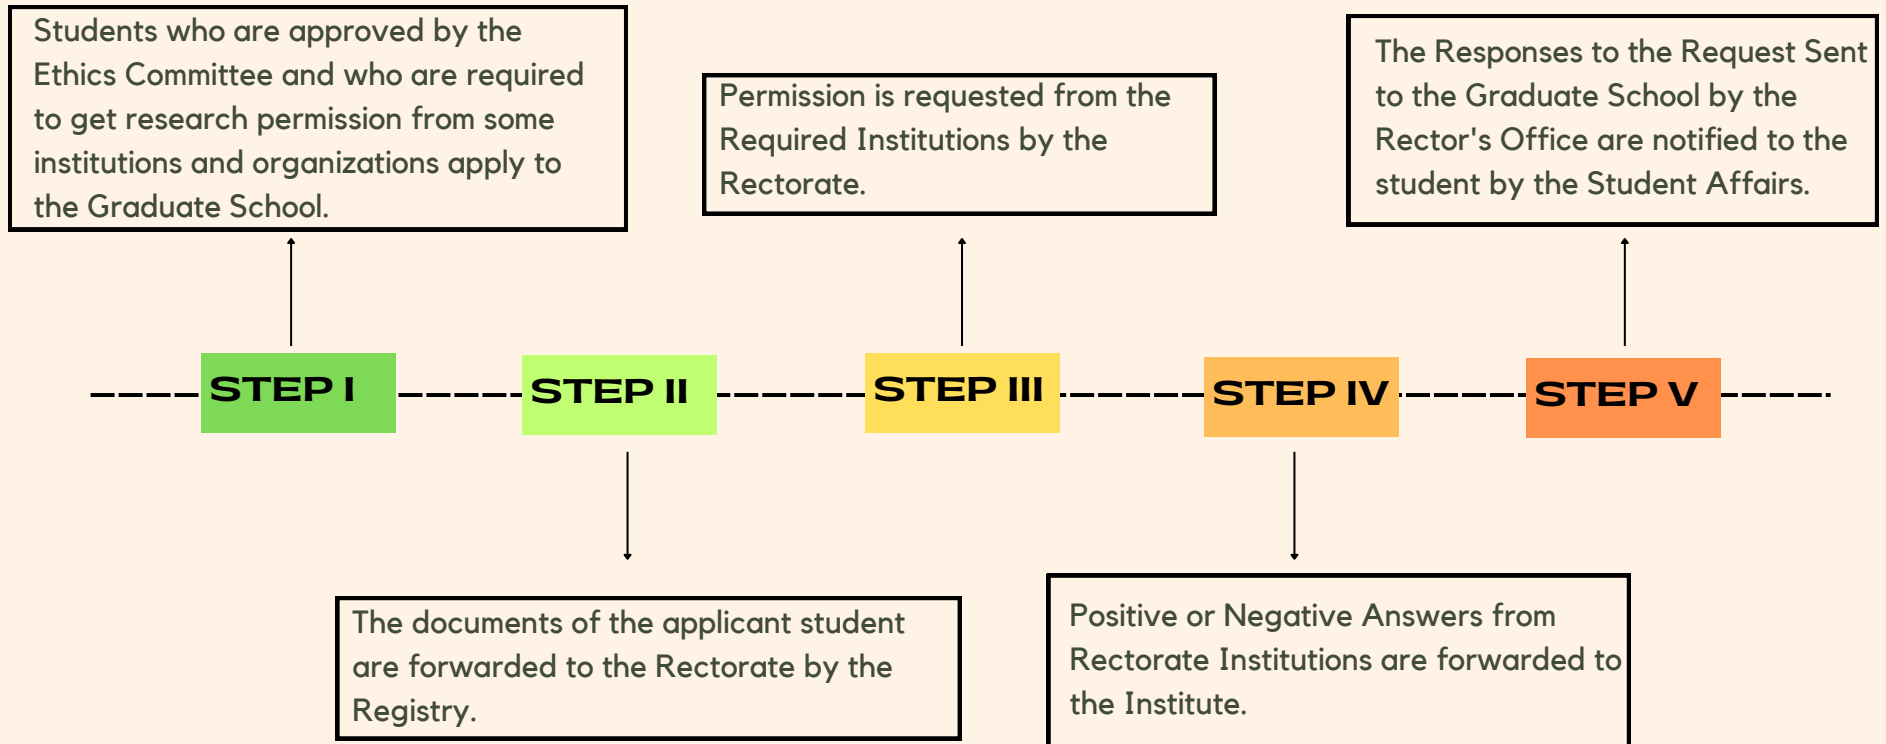 Students who are approved by the
Ethics Committee and who are required
to get research permission from some
institutions and organizations apply to
the Graduate School.
Permission is requested from the
Required Institutions by the
Rectorate.
The Responses to the Request Sent
to the Graduate School by the
Rector's Office are notified to the
student by the Student Affairs.
STEP I
STEP II
STEP III
STEP IV
STEP V
The documents of the applicant student
are forwarded to the Rectorate by the
Registry.
Positive or Negative Answers from
Rectorate Institutions are forwarded to
the Institute.